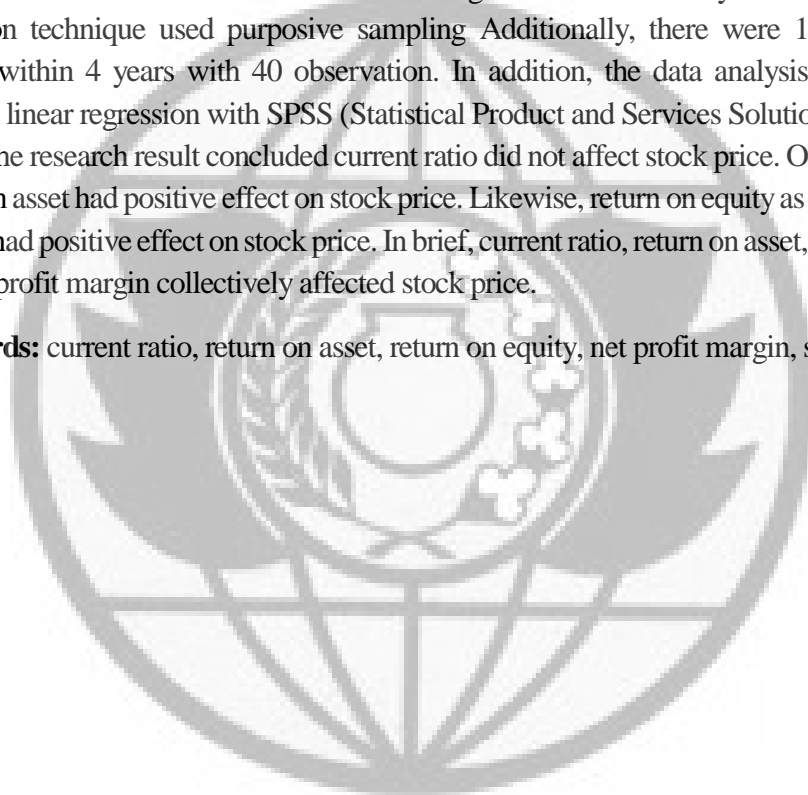 on technique used purposive sampling Additionally, there were 1
within 4 years with 40 observation. In addition, the data analysis
linear regression with SPSS (Statistical Product and Services Solutio
he research result concluded current ratio did not affect stock price. O
n asset had positive effect on stock price. Likewise, return on equity as
had positive effect on stock price. In brief, current ratio, return on asset,
profit margin collectively affected stock price.
rds: current ratio, return on asset, return on equity, net profit margin, s